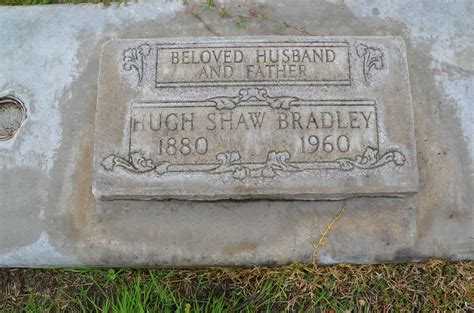 BELOVED HUSBAND
AND FATHER
HUGH SHAW BRADLEY
1880 1960